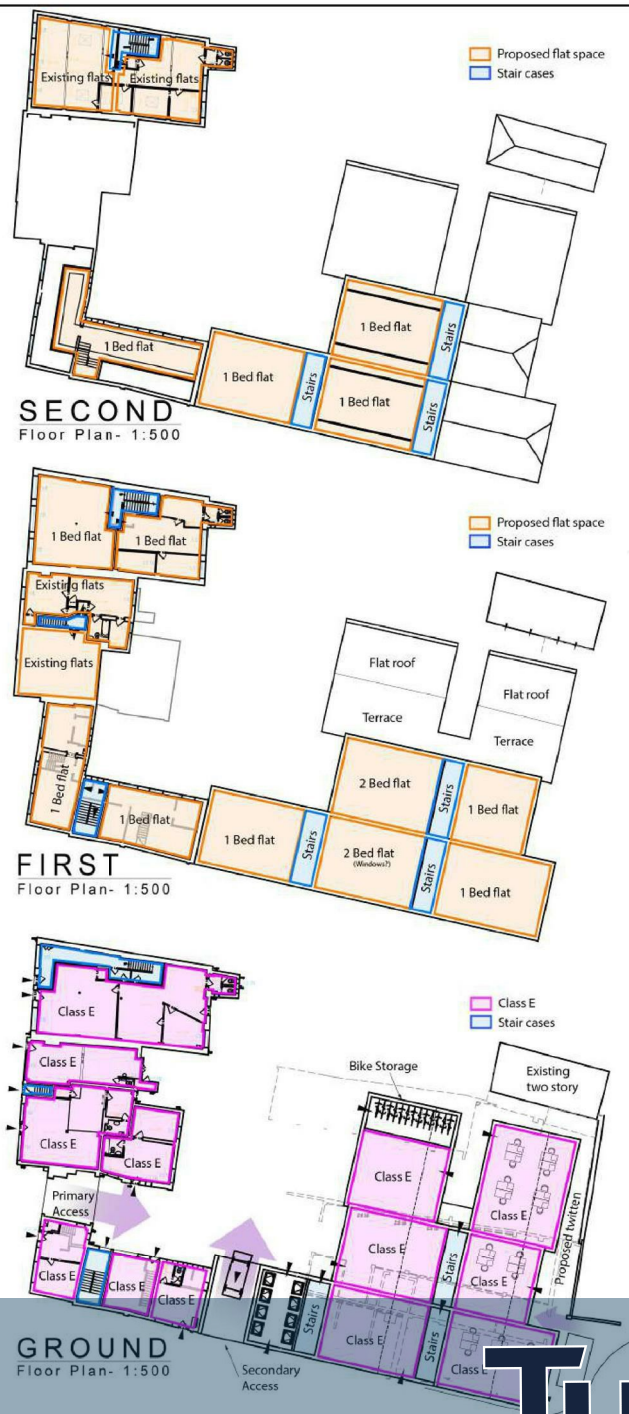 Proposed flat space
Stair cases
Existing flats
Existing flats
1 Bed flat
Stairs
1 Bed flat
1 Bed flat
Stairs
1 Bed flat
Stairs
SECOND
Floor Plan- 1:500
Proposed flat space
Stair cases
1 Bed flat
1 Bed flat
Existing flats
Existing flats
Flat roof
Flat roof
Terrace
Terrace
1 Bed flat
2 Bed flat
Stairs
1 Bed flat
1 Bed flat
1 Bed flat
Stairs
2 Bed flat
(Windows?)
Stairs
1 Bed flat
FIRST
Floor Plan- 1:500
Class E
Stair cases
Class E
Class E
Bike Storage
Existing
two story
Class E
Class E
Class E
Class E
Primary
Access
Proposed twitten
Class E
Stairs
Class E
Class E
Class E
Class E
Stairs
Class E
Stairs
Class E
GROUND
Floor Plan- 1:500
Secondary
Access